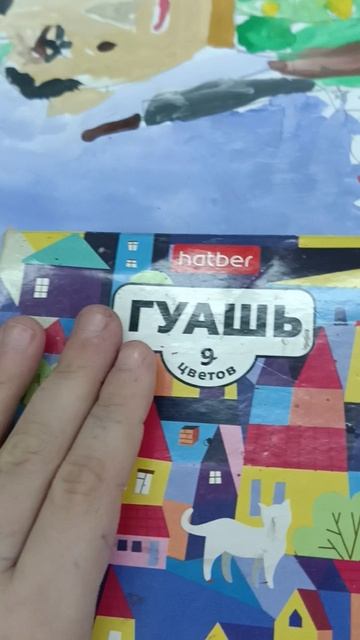 hatber
ГУАШЬ
9
цветов